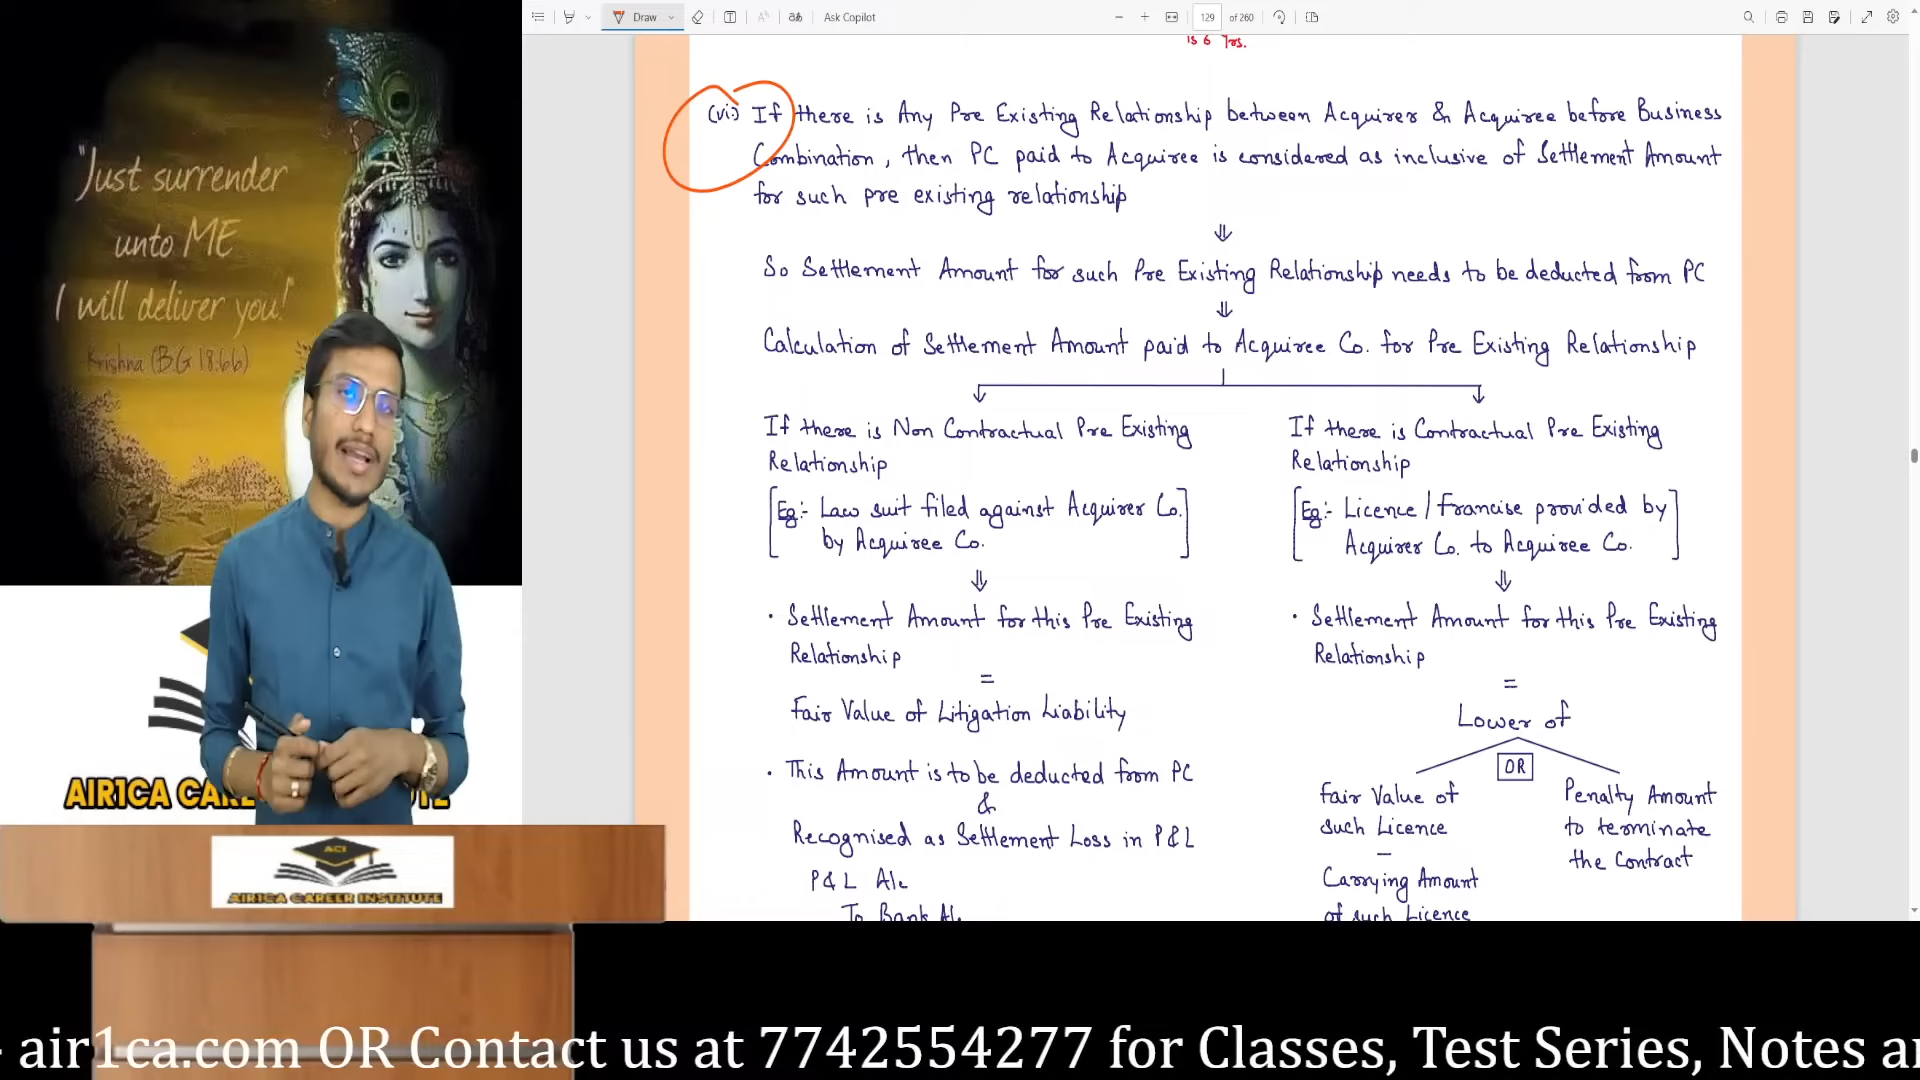 Draw
Ask Copilot
129 of 260
is 6 Yrs.
"Just surrender
unto ME
I will deliver you!"
Krishna (B.G 18.66)
(vi) If there is Any Pre Existing Relationship between Acquirer & Acquiree before Business
Combination, then PC paid to Acquiree is considered as inclusive of Settlement Amount
for such pre existing relationship
⇓
So Settlement Amount for such Pre Existing Relationship needs to be deducted from PC
⇓
Calculation of Settlement Amount paid to Acquiree Co. for Pre Existing Relationship
If there is Non Contractual Pre Existing
Relationship
[Eg:- Law suit filed against Acquirer Co.
by Acquiree Co.]
⇓
· Settlement Amount for this Pre Existing
Relationship
=
Fair Value of Litigation Liability
· This Amount is to be deducted from PC
&
Recognised as Settlement Loss in P&L
P&L A/c
To Bank A/c
If there is Contractual Pre Existing
Relationship
[Eg:- Licence/Francise provided by
Acquirer Co. to Acquiree Co.]
⇓
· Settlement Amount for this Pre Existing
Relationship
=
Lower of
OR
Fair Value of
such Licence
–
Carrying Amount
of such Licence
Penalty Amount
to terminate
the Contract
AIR1CA CARE
TE
ACI
AIR1CA CAREER INSTITUTE
air1ca.com OR Contact us at 7742554277 for Classes, Test Series, Notes